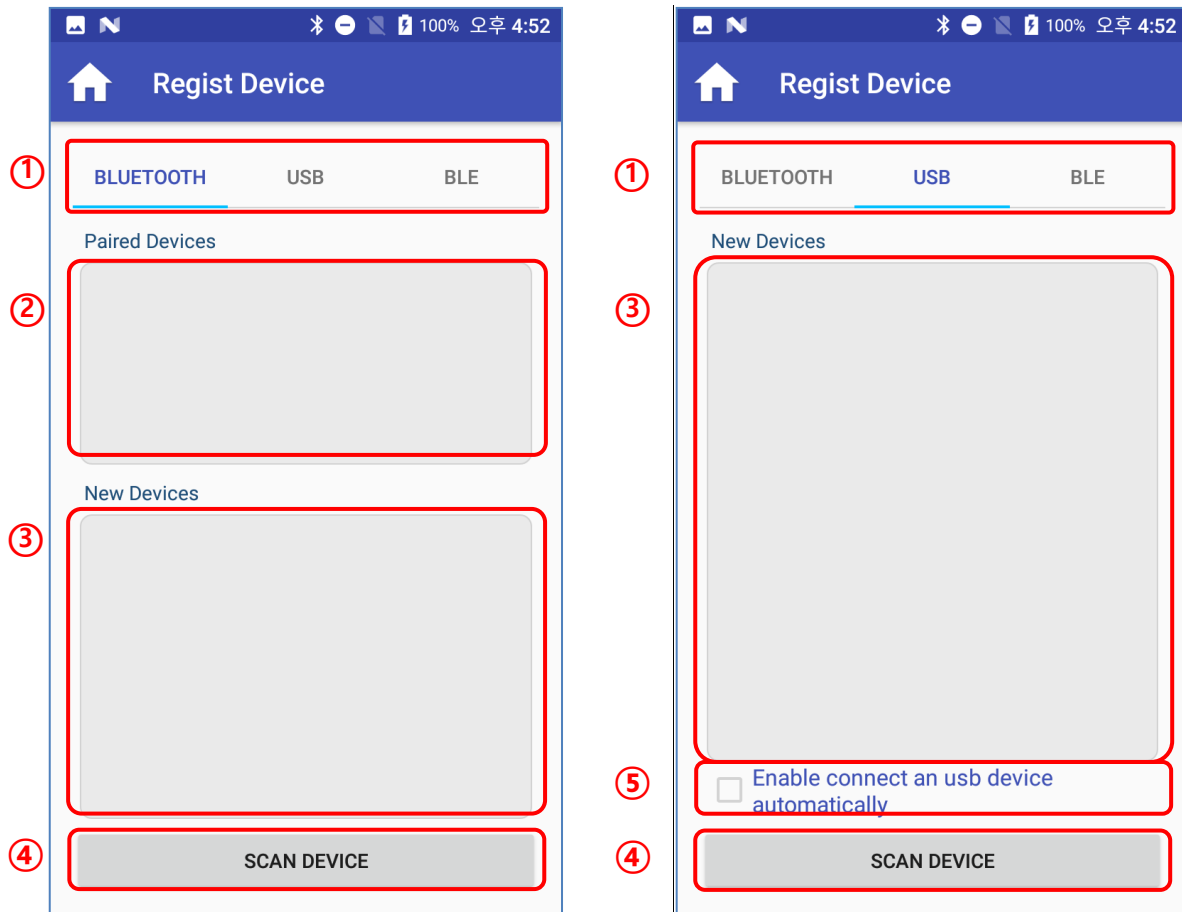 100% 오후 4:52
Regist Device
①
BLUETOOTH USB BLE
Paired Devices
②
New Devices
③
④
SCAN DEVICE
100% 오후 4:52
Regist Device
①
BLUETOOTH USB BLE
New Devices
③
⑤
Enable connect an usb device
automatically
④
SCAN DEVICE